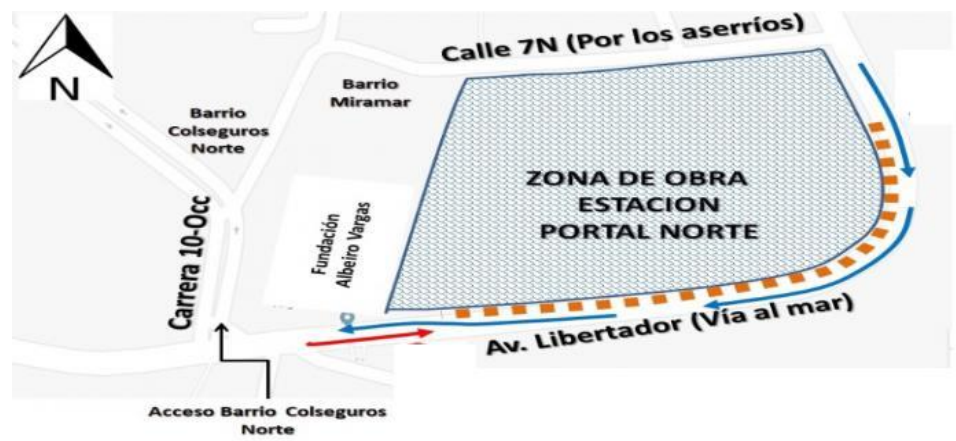 N
Calle 7N (Por los aserríos)
Barrio
Miramar
Barrio
Colseguros
Norte
ZONA DE OBRA
ESTACION
PORTAL NORTE
Fundación
Albeiro Vargas
Carrera 10-Occ
Av. Libertador (Vía al mar)
Acceso Barrio Colseguros
Norte